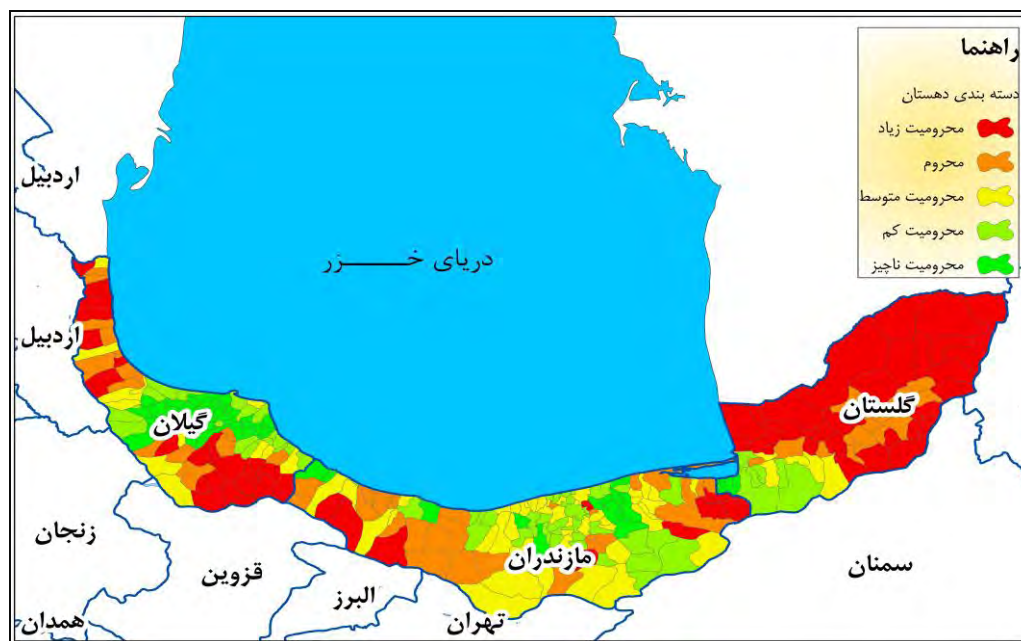 راهنما
دسته بندی دهستان
محرومیت زیاد
محروم
محرومیت متوسط
محرومیت کم
محرومیت ناچیز
اردبیل
دریای خـــــزر
اردبیل
گلستان
گیلان
زنجان
مازندران
سمنان
قزوین
البرز
تهران
همدان